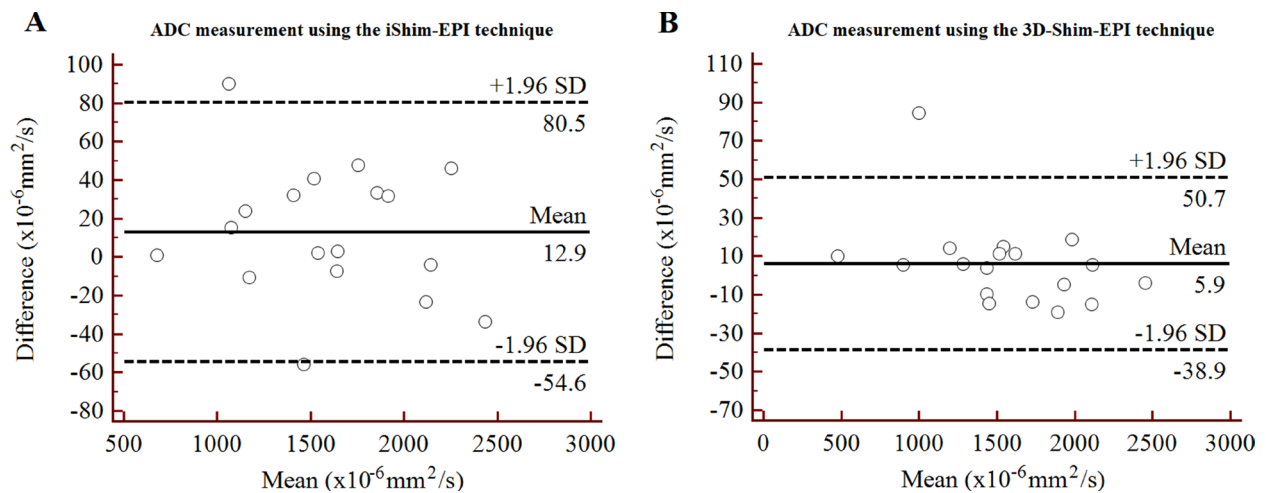 A
ADC measurement using the iShim-EPI technique
Difference (x10-6mm2/s)
100
80
60
40
20
0
-20
-40
-60
-80
+1.96 SD
80.5
Mean
12.9
-1.96 SD
-54.6
500
1000
1500
2000
2500
3000
Mean (x10-6mm2/s)
B
ADC measurement using the 3D-Shim-EPI technique
Difference (x10-6mm2/s)
110
90
70
50
30
10
-10
-30
-50
-70
+1.96 SD
50.7
Mean
5.9
-1.96 SD
-38.9
0
500
1000
1500
2000
2500
3000
Mean (x10-6mm2/s)